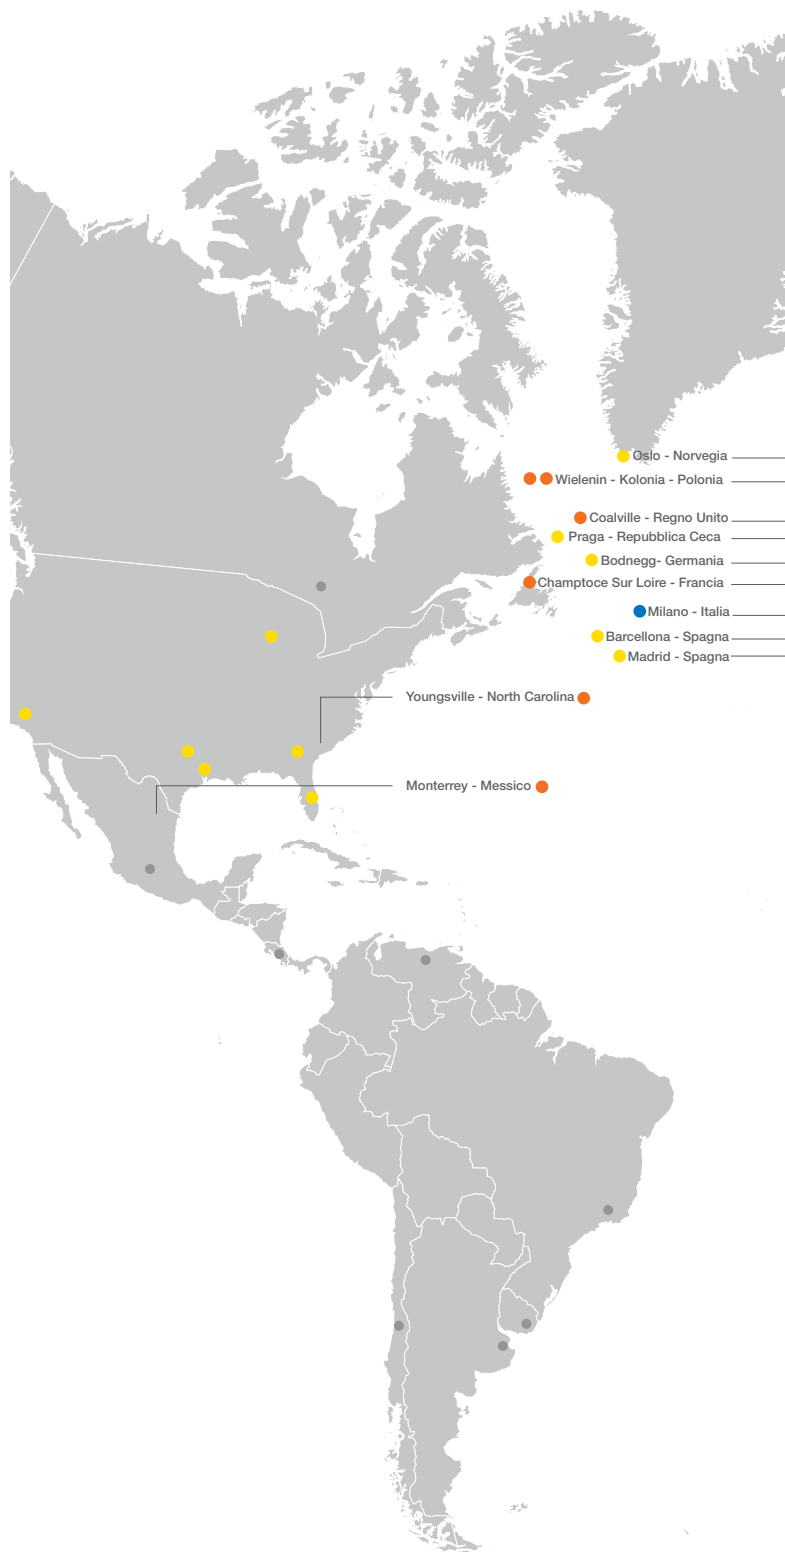 Oslo - Norvegia
Wielenin - Kolonia - Polonia
Coalville - Regno Unito
Praga - Repubblica Ceca
Bodnegg- Germania
Champtoce Sur Loire - Francia
Milano - Italia
Barcellona - Spagna
Madrid - Spagna
Youngsville - North Carolina
Monterrey - Messico